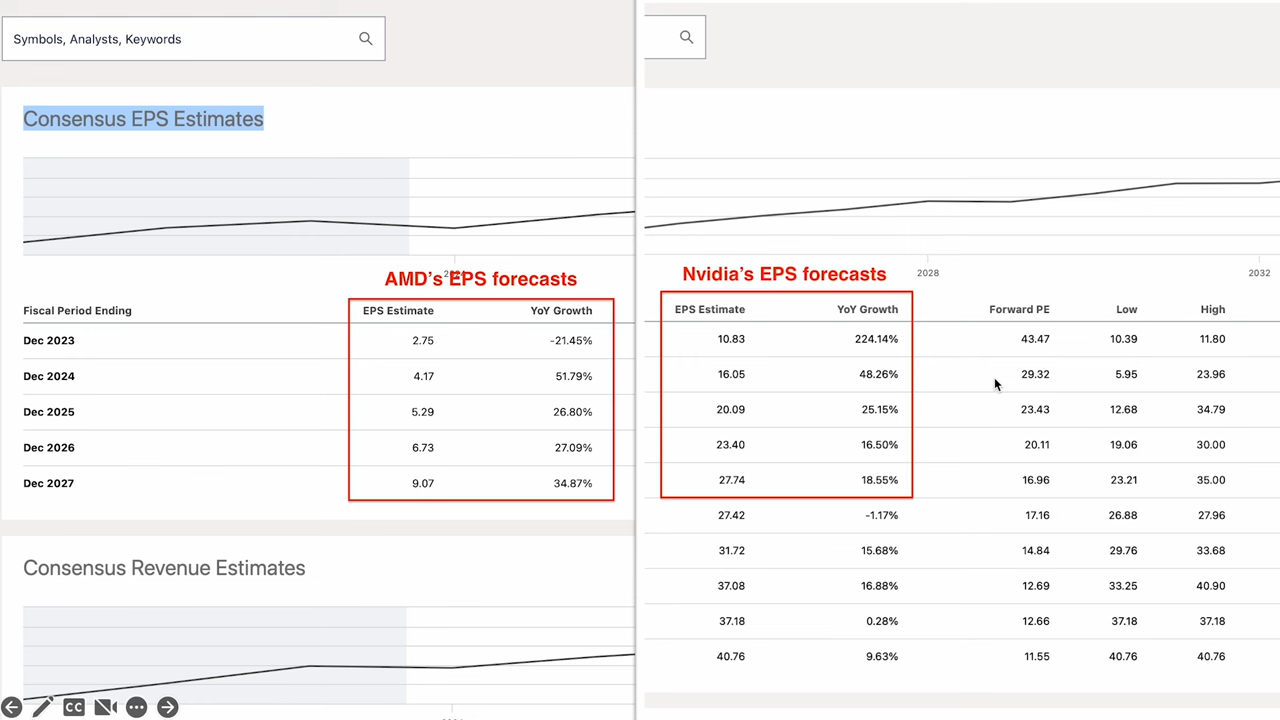 Symbols, Analysts, Keywords
Consensus EPS Estimates
AMD's EPS forecasts
Fiscal Period Ending EPS Estimate YoY Growth
Dec 2023 2.75 -21.45%
Dec 2024 4.17 51.79%
Dec 2025 5.29 26.80%
Dec 2026 6.73 27.09%
Dec 2027 9.07 34.87%
Consensus Revenue Estimates
CC
2028 2032
Nvidia's EPS forecasts
EPS Estimate YoY Growth Forward PE Low High
10.83 224.14% 43.47 10.39 11.80
16.05 48.26% 29.32 5.95 23.96
20.09 25.15% 23.43 12.68 34.79
23.40 16.50% 20.11 19.06 30.00
27.74 18.55% 16.96 23.21 35.00
27.42 -1.17% 17.16 26.88 27.96
31.72 15.68% 14.84 29.76 33.68
37.08 16.88% 12.69 33.25 40.90
37.18 0.28% 12.66 37.18 37.18
40.76 9.63% 11.55 40.76 40.76